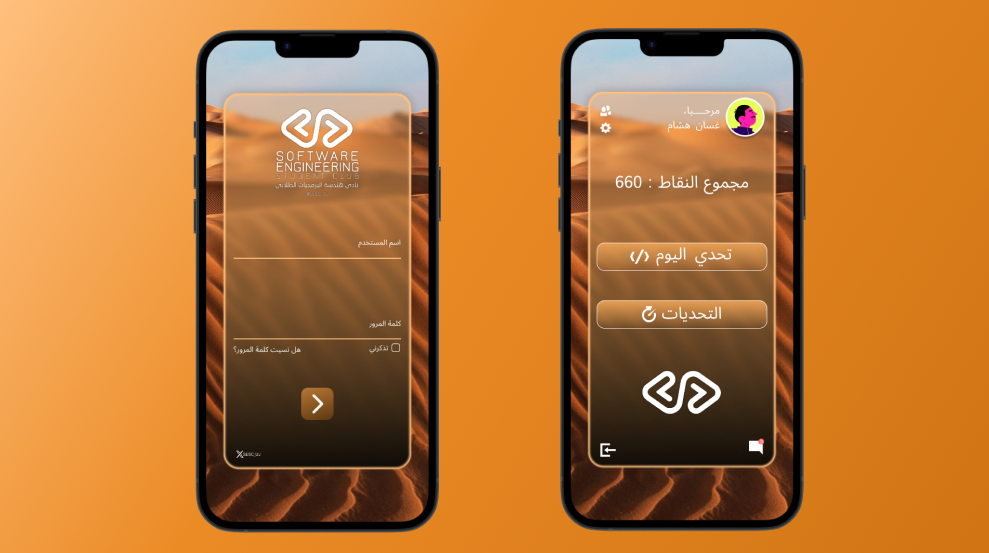 SOFTWARE
ENGINEERING
STUDENT CLUB
نادي هندسة البرمجيات الطلابي
اسم المستخدم
كلمة المرور
تذكرني
هل نسيت كلمة المرور؟
مرحـــبا,
غسان هشام
مجموع النقاط : 660
تحدي اليوم
التحديات